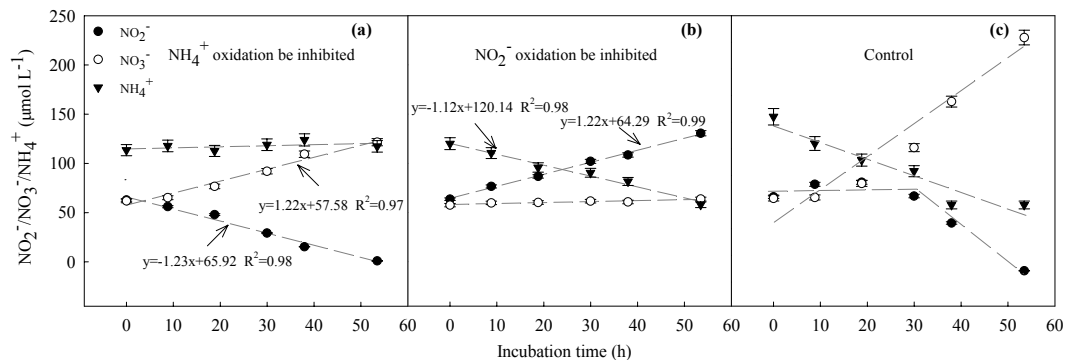 NO₂⁻/NO₃⁻/NH₄⁺ (μmol L⁻¹)
250
200
150
100
50
0
NO₂⁻
NO₃⁻
NH₄⁺
(a)
NH₄⁺ oxidation be inhibited
y=1.22x+57.58 R²=0.97
y=-1.23x+65.92 R²=0.98
0 10 20 30 40 50 60
(b)
NO₂⁻ oxidation be inhibited
y=-1.12x+120.14 R²=0.98
y=1.22x+64.29 R²=0.99
0 10 20 30 40 50 60
(c)
Control
0 10 20 30 40 50 60
Incubation time (h)